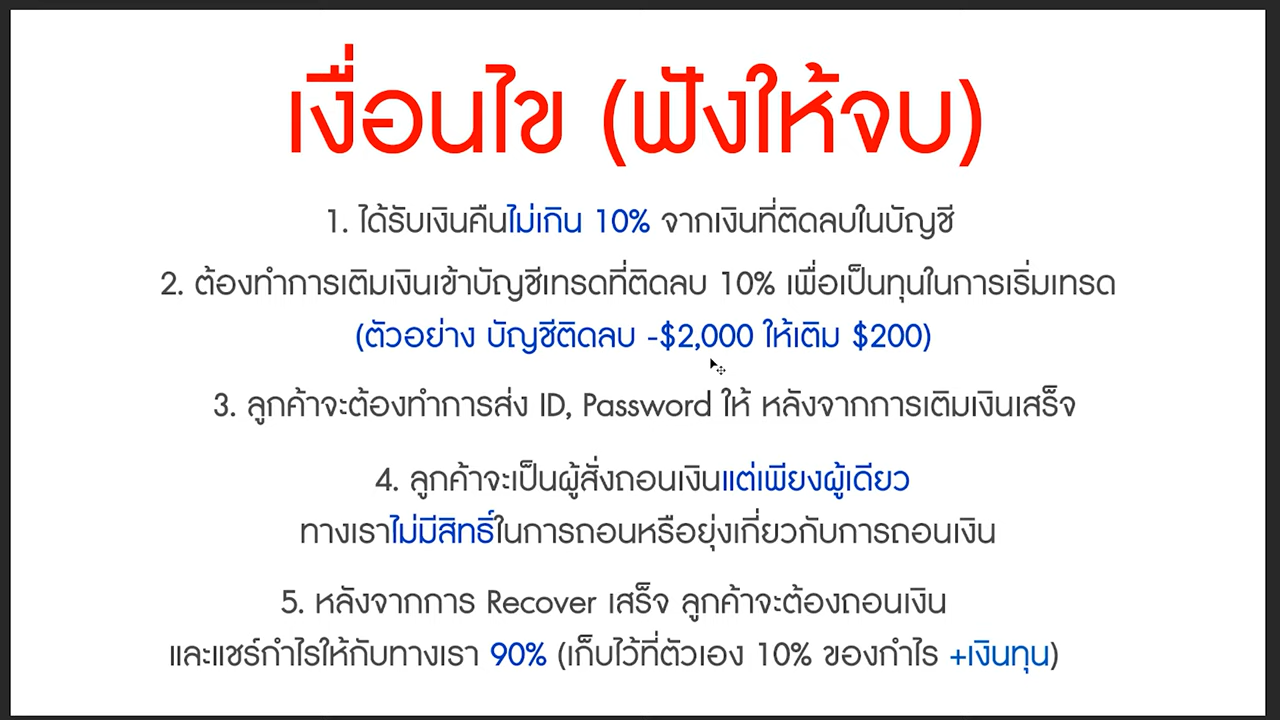 เงื่อนไข (ฟังให้จบ)
1. ได้รับเงินคืนไม่เกิน 10% จากเงินที่ติดลบในบัญชี
2. ต้องทำการเติมเงินเข้าบัญชีเทรดที่ติดลบ 10% เพื่อเป็นทุนในการเริ่มเทรด
(ตัวอย่าง บัญชีติดลบ -$2,000 ให้เติม $200)
3. ลูกค้าจะต้องทำการส่ง ID, Password ให้ หลังจากการเติมเงินเสร็จ
4. ลูกค้าจะเป็นผู้สั่งถอนเงินแต่เพียงผู้เดียว
ทางเราไม่มีสิทธิ์ในการถอนหรือยุ่งเกี่ยวกับการถอนเงิน
5. หลังจากการ Recover เสร็จ ลูกค้าจะต้องถอนเงิน
และแชร์กำไรให้กับทางเรา 90% (เก็บไว้ที่ตัวเอง 10% ของกำไร +เงินทุน)